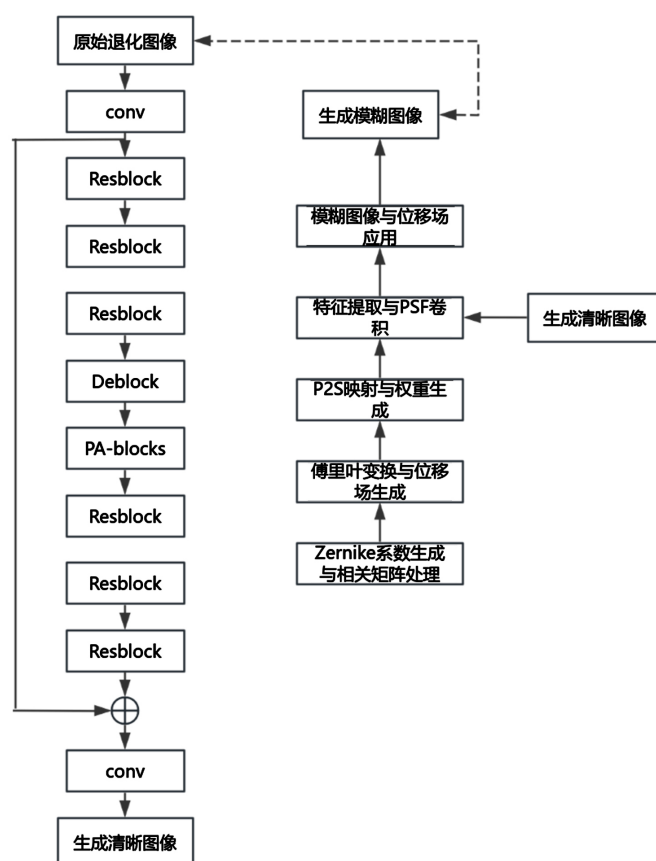 原始退化图像
conv
Resblock
Resblock
Resblock
Deblock
PA-blocks
Resblock
Resblock
Resblock
conv
生成清晰图像
生成模糊图像
模糊图像与位移场
应用
特征提取与PSF卷
积
生成清晰图像
P2S映射与权重生
成
傅里叶变换与位移
场生成
Zernike系数生成
与相关矩阵处理